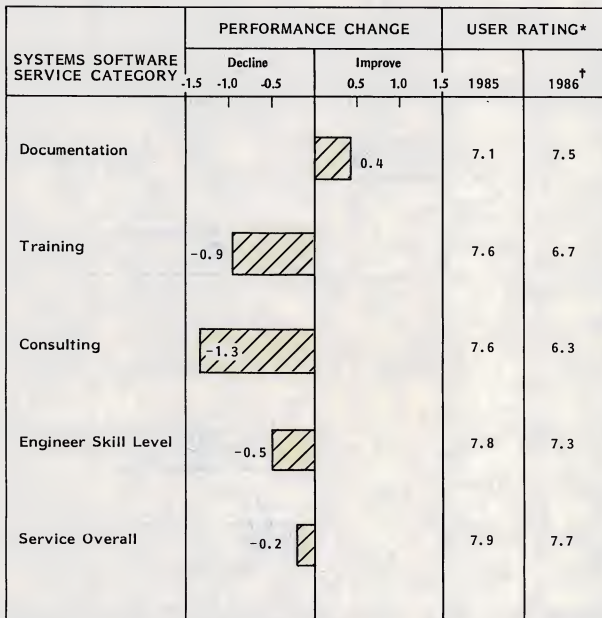 PERFORMANCE CHANGE USER RATING*
SYSTEMS SOFTWARE
SERVICE CATEGORY
Decline Improve
-1.5 -1.0 -0.5 0.5 1.0 1.5 1985 1986†
Documentation 0.4 7.1 7.5
Training -0.9 7.6 6.7
Consulting -1.3 7.6 6.3
Engineer Skill Level -0.5 7.8 7.3
Service Overall -0.2 7.9 7.7